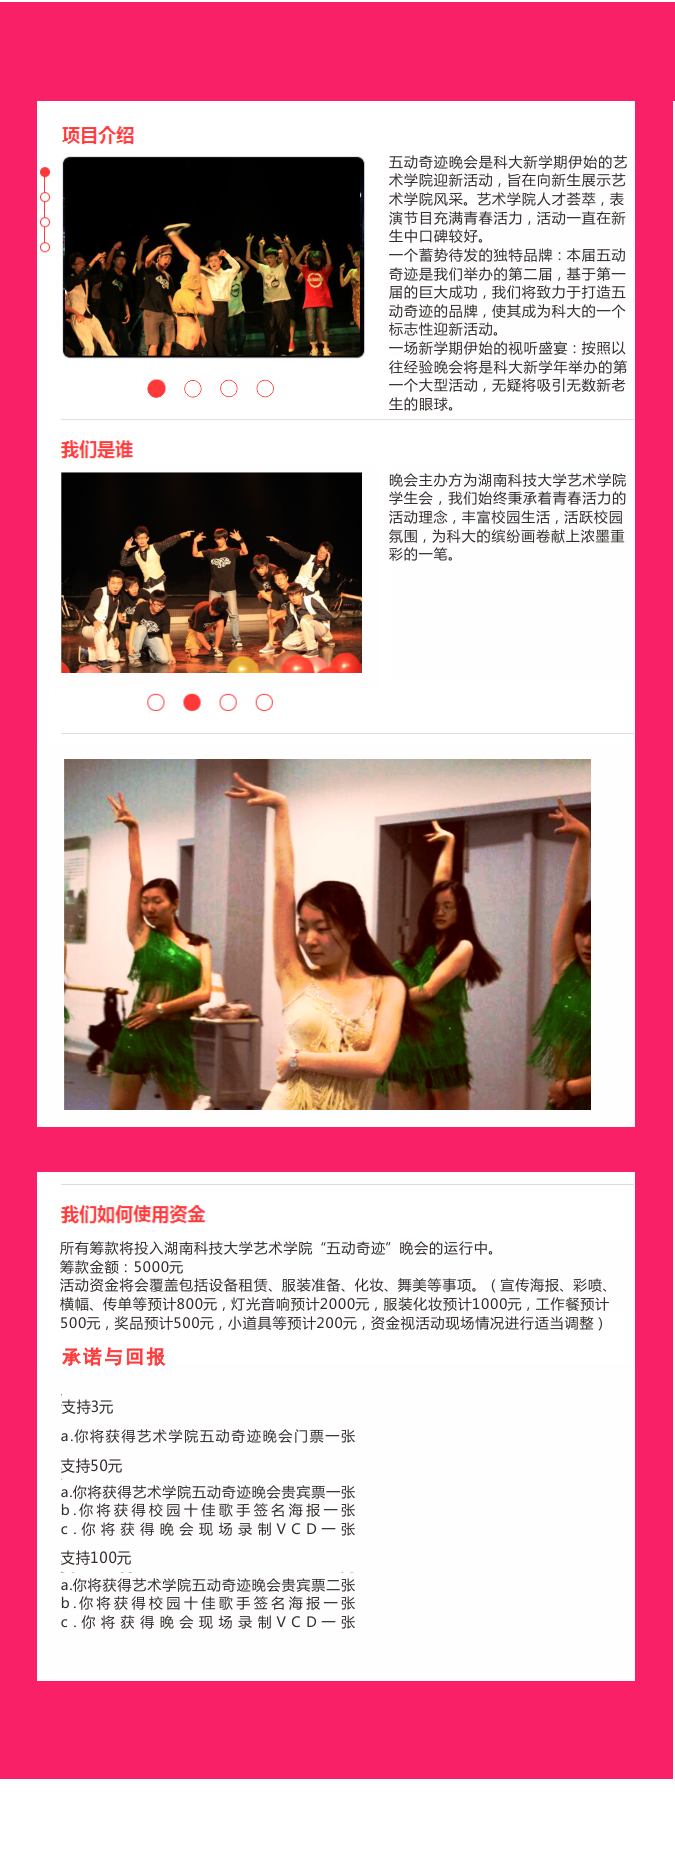 项目介绍
五动奇迹晚会是科大新学期伊始的艺
术学院迎新活动，旨在向新生展示艺
术学院风采。艺术学院人才荟萃，表
演节目充满青春活力，活动一直在新
生中口碑较好。
一个蓄势待发的独特品牌：本届五动
奇迹是我们举办的第二届，基于第一
届的巨大成功，我们将致力于打造五
动奇迹的品牌，使其成为科大的一个
标志性迎新活动。
一场新学期伊始的视听盛宴：按照以
往经验晚会将是科大新学年举办的第
一个大型活动，无疑将吸引无数新老
生的眼球。
我们是谁
晚会主办方为湖南科技大学艺术学院
学生会，我们始终秉承着青春活力的
活动理念，丰富校园生活，活跃校园
氛围，为科大的缤纷画卷献上浓墨重
彩的一笔。
我们如何使用资金
所有筹款将投入湖南科技大学艺术学院“五动奇迹”晚会的运行中。
筹款金额：5000元
活动资金将会覆盖包括设备租赁、服装准备、化妆、舞美等事项。（宣传海报、彩喷、
横幅、传单等预计800元，灯光音响预计2000元，服装化妆预计1000元，工作餐预计
500元，奖品预计500元，小道具等预计200元，资金视活动现场情况进行适当调整）
承诺与回报
支持3元
a.你将获得艺术学院五动奇迹晚会门票一张
支持50元
a.你将获得艺术学院五动奇迹晚会贵宾票一张
b.你将获得校园十佳歌手签名海报一张
c.你将获得晚会现场录制VCD一张
支持100元
a.你将获得艺术学院五动奇迹晚会贵宾票二张
b.你将获得校园十佳歌手签名海报一张
c.你将获得晚会现场录制VCD一张